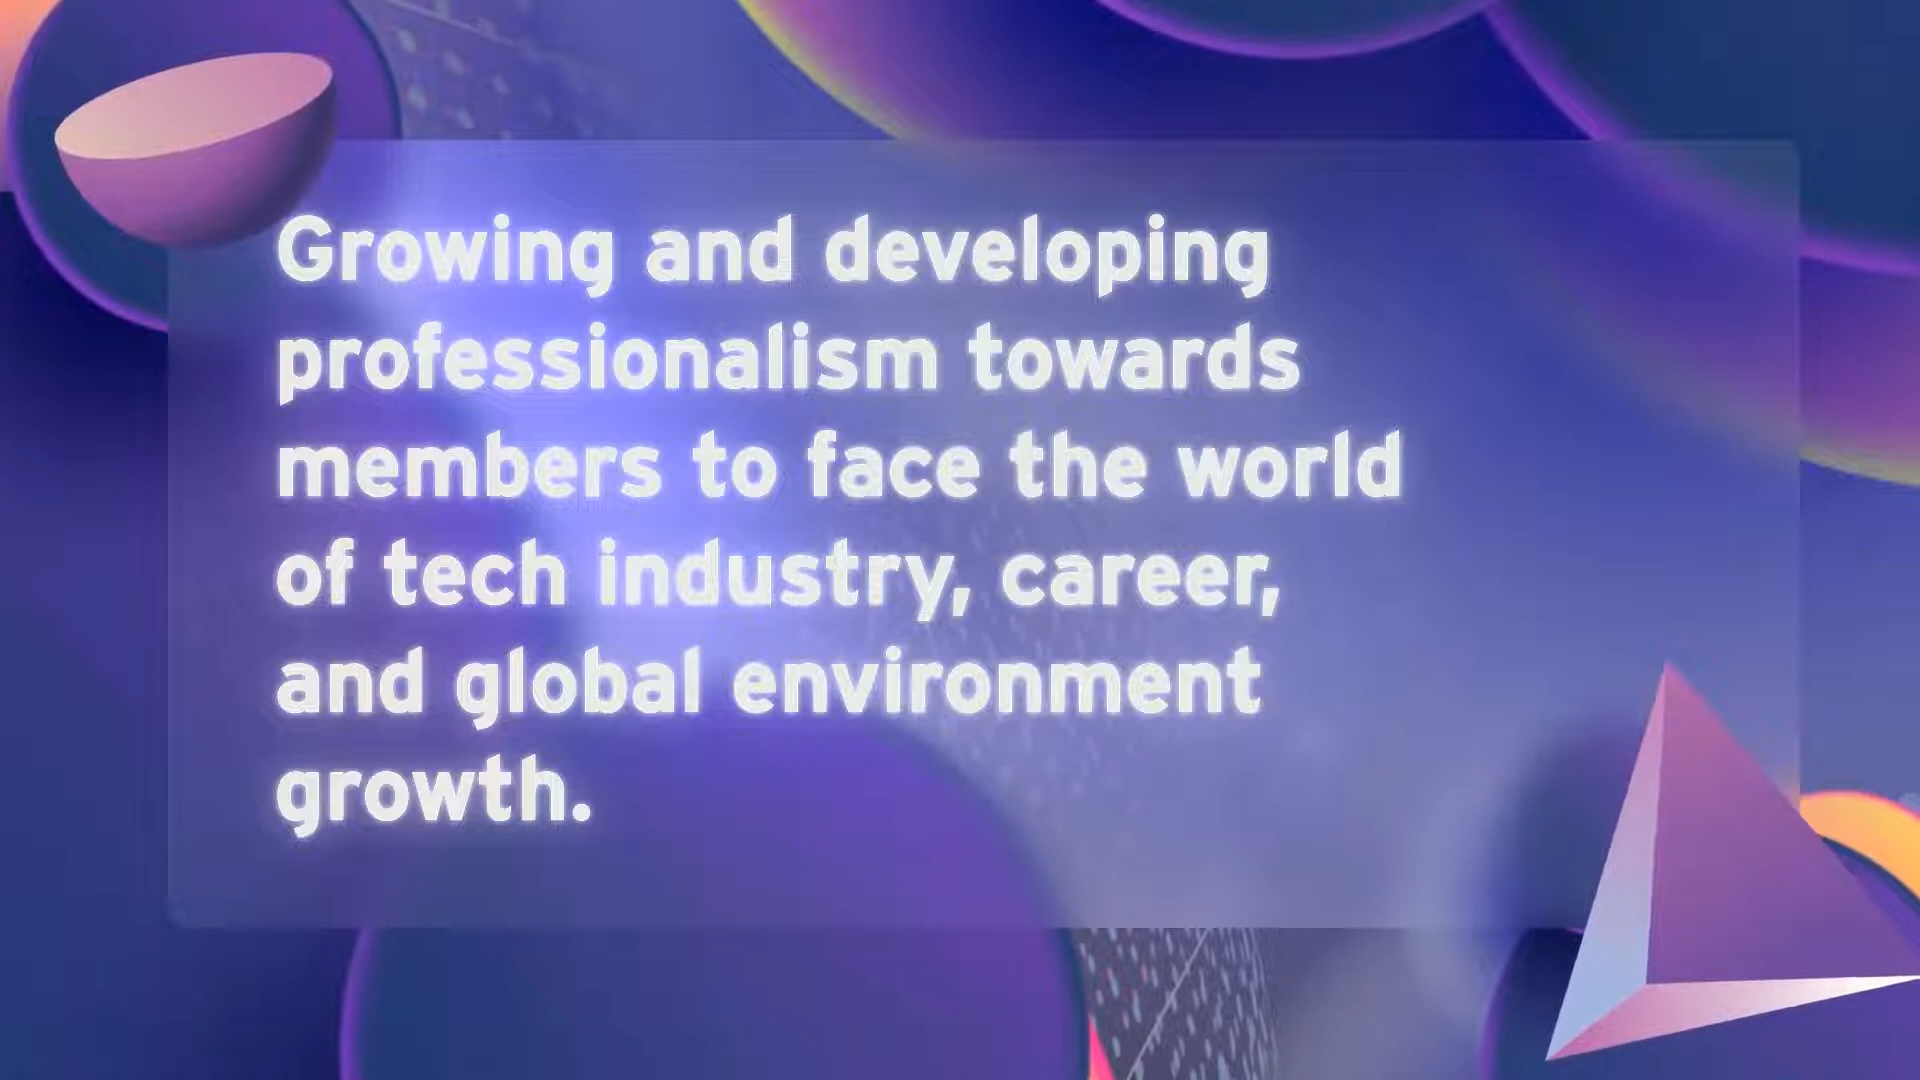 Growing and developing
professionalism towards
members to face the world
of tech industry, career,
and global environment
growth.